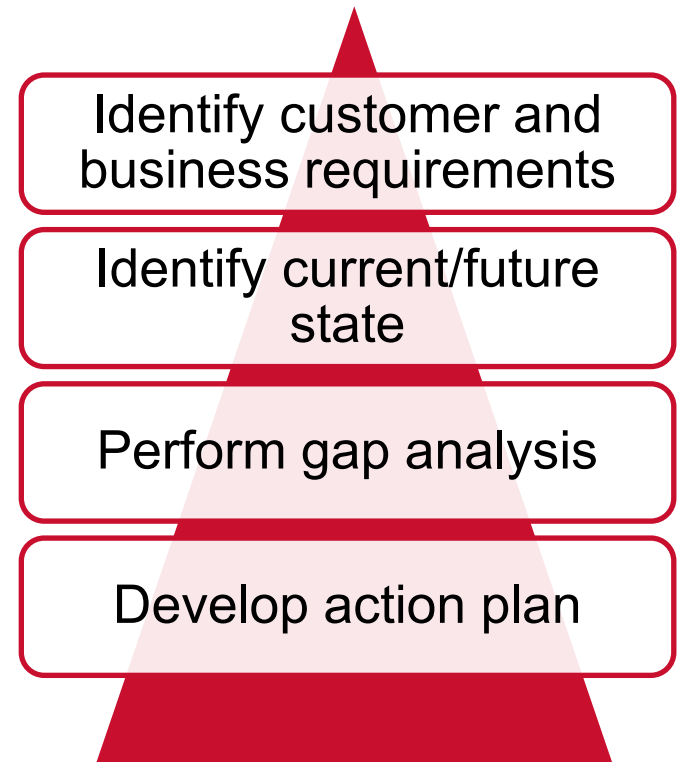 Identify customer and
business requirements
Identify current/future
state
Perform gap analysis
Develop action plan